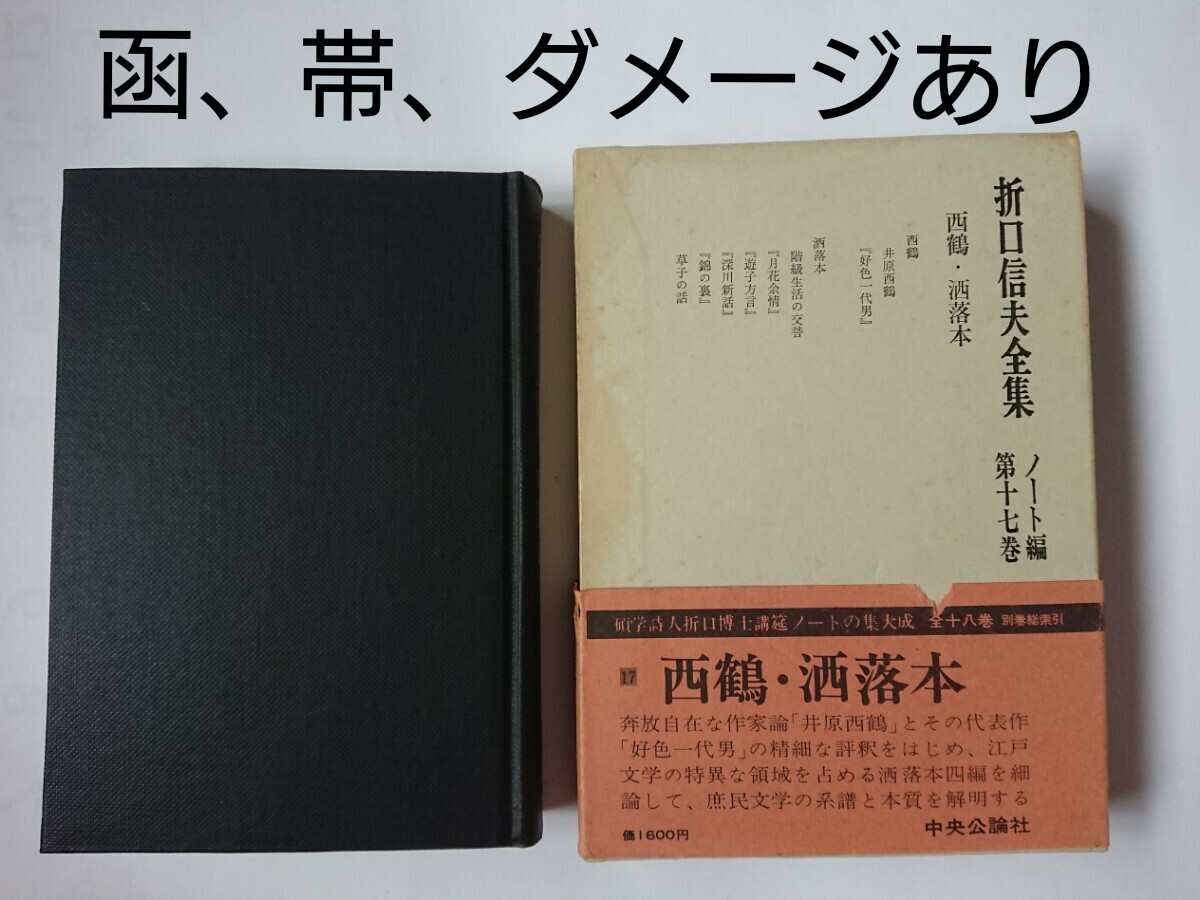 函、帯、ダメージあり
折口信夫全集
ノート編
第十七巻
西鶴・洒落本
西鶴
井原西鶴
『好色一代男』
洒落本
階級生活の交替
『月花余情』
『遊子方言』
『深川新話』
『錦の裏』
草子の話
碩学詩人折口博士講筵ノートの集大成 全十八巻 別巻総索引
17 西鶴・洒落本
奔放自在な作家論「井原西鶴」とその代表作
「好色一代男」の精細な評釈をはじめ、江戸
文学の特異な領域を占める洒落本四編を細
論して、庶民文学の系譜と本質を解明する
価1600円
中央公論社